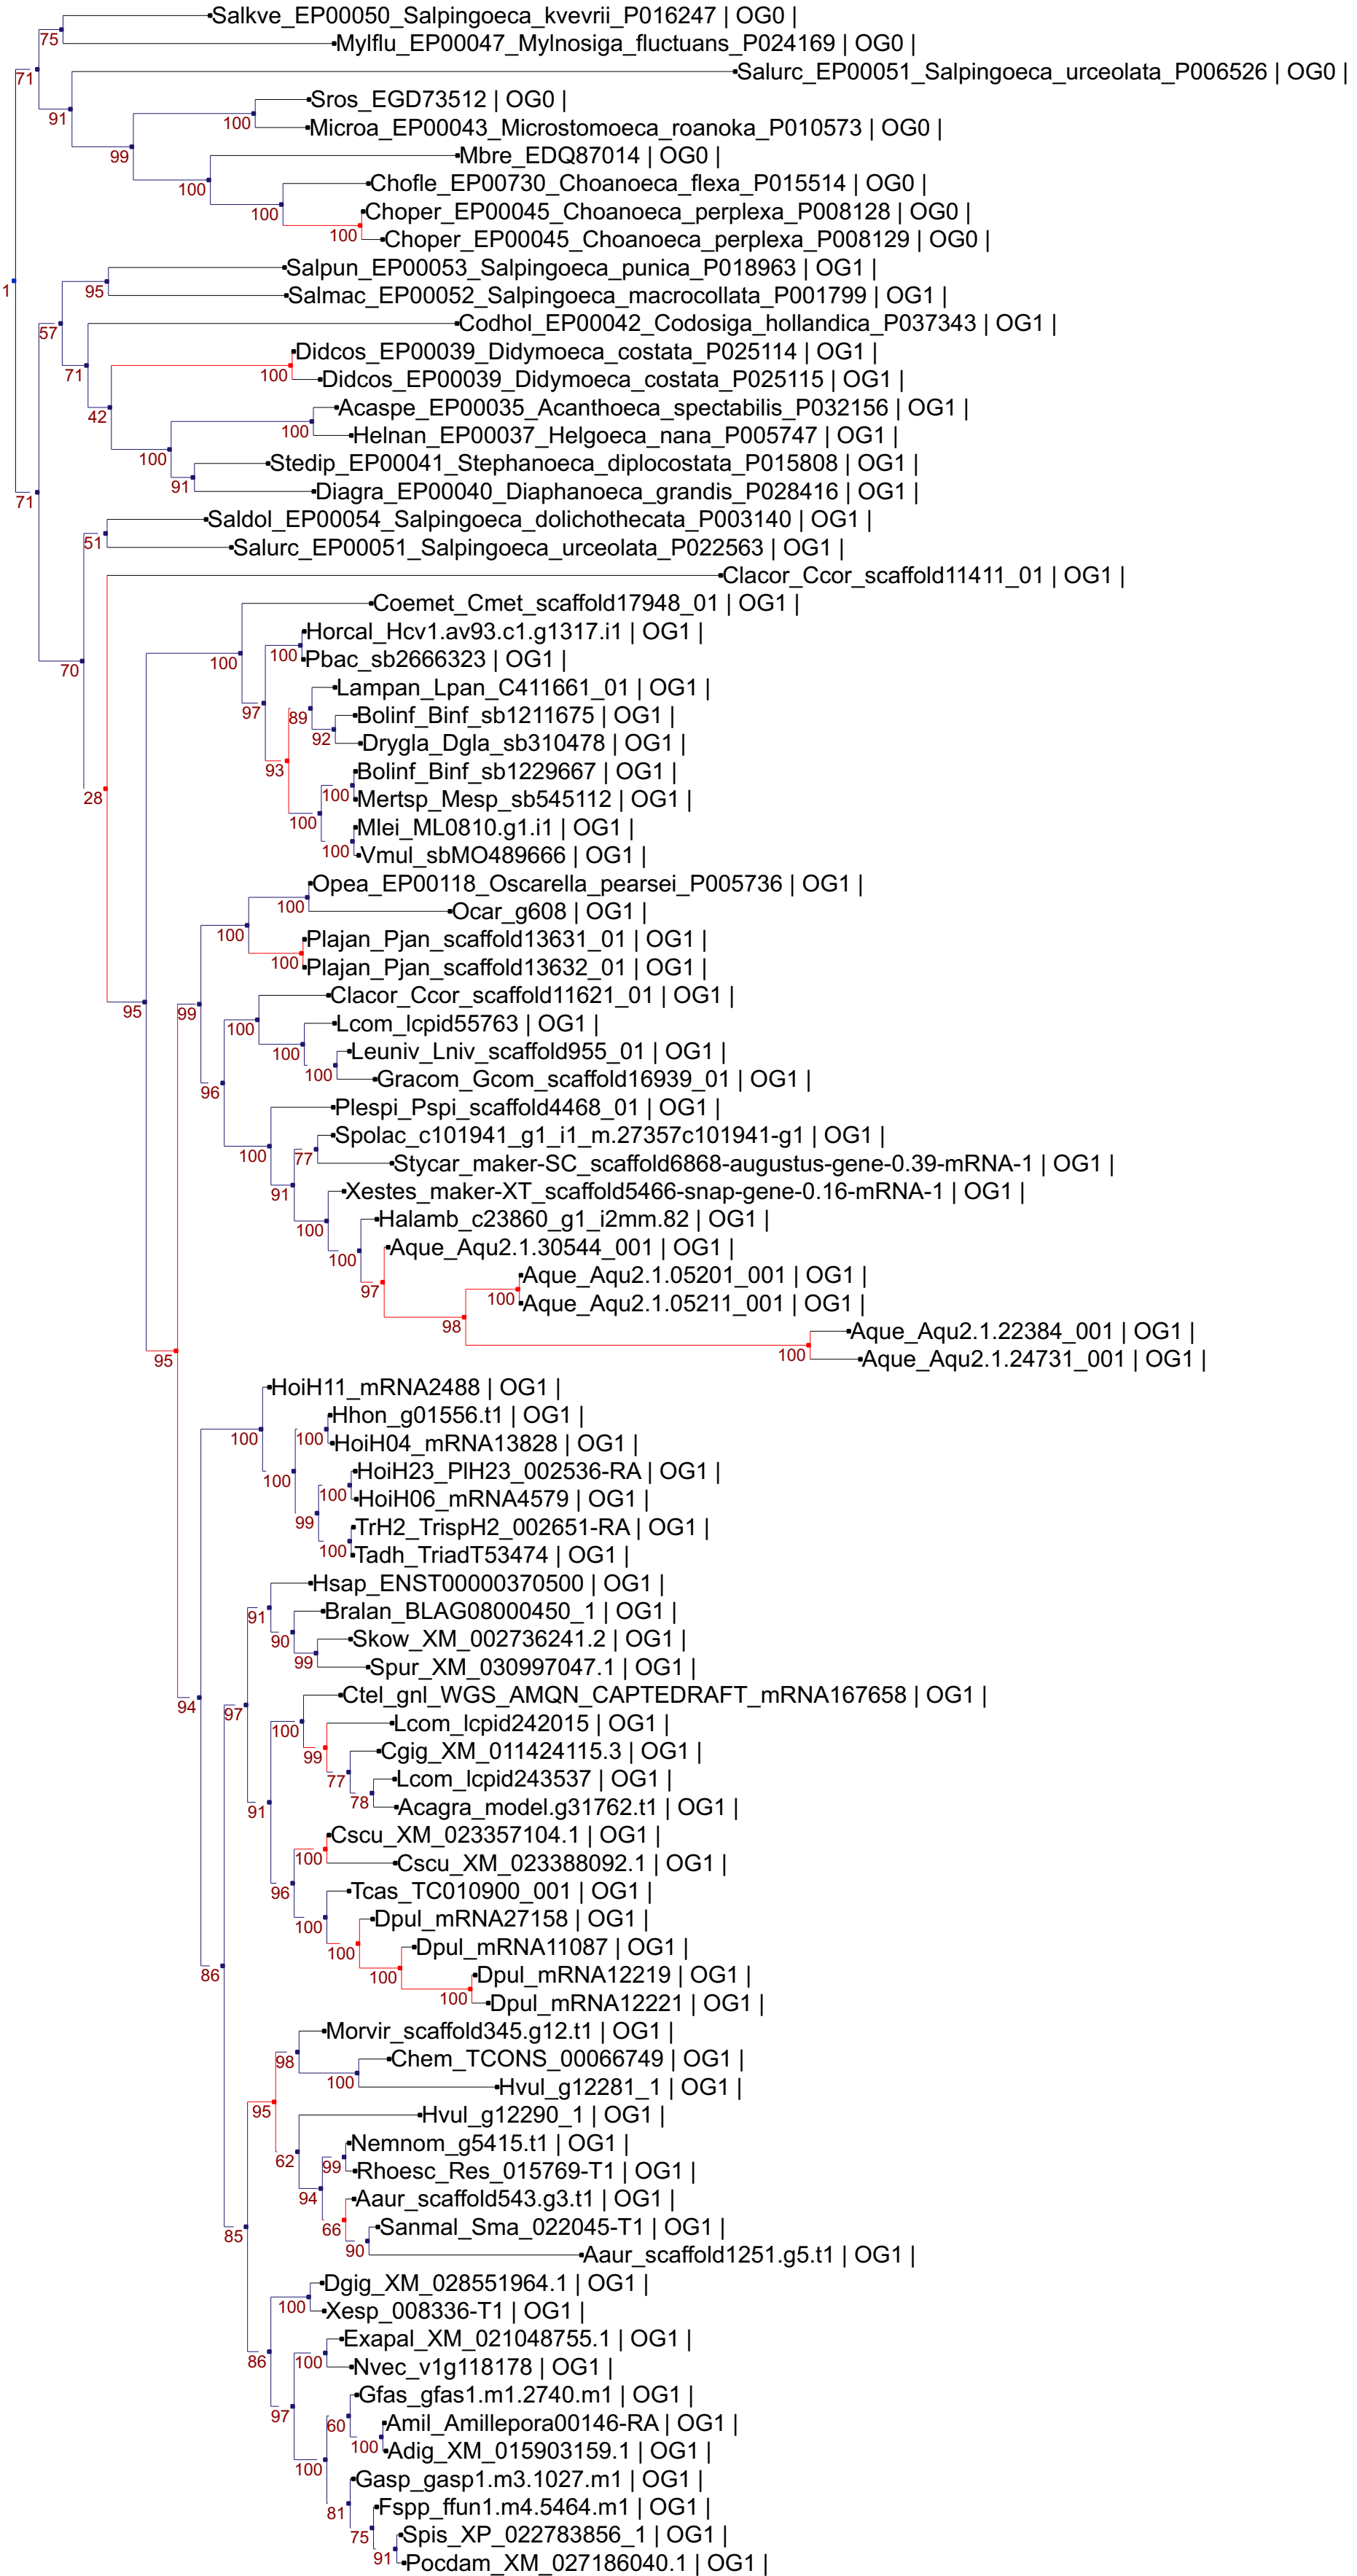 Salkve_EP00050_Salpingoeca_kvevrii_P016247 | OG0 |
75
Mylflu_EP00047_Mylnosiga_fluctuans_P024169 | OG0 |
71
Salurc_EP00051_Salpingoeca_urceolata_P006526 | OG0 |
91
Sros_EGD73512 | OG0 |
100
Microa_EP00043_Microstomoeca_roanoka_P010573 | OG0 |
99
Mbre_EDQ87014 | OG0 |
100
Chofle_EP00730_Choanoeca_flexa_P015514 | OG0 |
100
Choper_EP00045_Choanoeca_perplexa_P008128 | OG0 |
100
Choper_EP00045_Choanoeca_perplexa_P008129 | OG0 |
Salpun_EP00053_Salpingoeca_punica_P018963 | OG1 |
1
95
Salmac_EP00052_Salpingoeca_macrocollata_P001799 | OG1 |
57
Codhol_EP00042_Codosiga_hollandica_P037343 | OG1 |
Didcos_EP00039_Didymoeca_costata_P025114 | OG1 |
71
100
Didcos_EP00039_Didymoeca_costata_P025115 | OG1 |
42
Acaspe_EP00035_Acanthoeca_spectabilis_P032156 | OG1 |
100
Helnan_EP00037_Helgoeca_nana_P005747 | OG1 |
100
Stedip_EP00041_Stephanoeca_diplocostata_P015808 | OG1 |
91
Diagra_EP00040_Diaphanoeca_grandis_P028416 | OG1 |
71
Saldol_EP00054_Salpingoeca_dolichothecata_P003140 | OG1 |
51
Salurc_EP00051_Salpingoeca_urceolata_P022563 | OG1 |
Clacor_Ccor_scaffold11411_01 | OG1 |
Coemet_Cmet_scaffold17948_01 | OG1 |
Horcal_Hcv1.av93.c1.g1317.i1 | OG1 |
100
Pbac_sb2666323 | OG1 |
70
100
Lampan_Lpan_C411661_01 | OG1 |
97
89
Bolinf_Binf_sb1211675 | OG1 |
92
Drygla_Dgla_sb310478 | OG1 |
93
Bolinf_Binf_sb1229667 | OG1 |
28
100
Mertsp_Mesp_sb545112 | OG1 |
100
Mlei_ML0810.g1.i1 | OG1 |
100
Vmul_sbMO489666 | OG1 |
Opea_EP00118_Oscarella_pearsei_P005736 | OG1 |
100
Ocar_g608 | OG1 |
100
Plajan_Pjan_scaffold13631_01 | OG1 |
100
Plajan_Pjan_scaffold13632_01 | OG1 |
Clacor_Ccor_scaffold11621_01 | OG1 |
95
99
100
Lcom_lcpid55763 | OG1 |
100
Leuniv_Lniv_scaffold955_01 | OG1 |
100
Gracom_Gcom_scaffold16939_01 | OG1 |
96
Plespi_Pspi_scaffold4468_01 | OG1 |
Spolac_c101941_g1_i1_m.27357c101941-g1 | OG1 |
100
77
Stycar_maker-SC_scaffold6868-augustus-gene-0.39-mRNA-1 | OG1 |
91
Xestes_maker-XT_scaffold5466-snap-gene-0.16-mRNA-1 | OG1 |
100
Halamb_c23860_g1_i2mm.82 | OG1 |
100
Aque_Aqu2.1.30544_001 | OG1 |
97
Aque_Aqu2.1.05201_001 | OG1 |
100
Aque_Aqu2.1.05211_001 | OG1 |
98
Aque_Aqu2.1.22384_001 | OG1 |
95
100
Aque_Aqu2.1.24731_001 | OG1 |
HoiH11_mRNA2488 | OG1 |
Hhon_g01556.t1 | OG1 |
100
100
HoiH04_mRNA13828 | OG1 |
100
HoiH23_PlH23_002536-RA | OG1 |
100
HoiH06_mRNA4579 | OG1 |
99
TrH2_TrispH2_002651-RA | OG1 |
100
Tadh_TriadT53474 | OG1 |
Hsap_ENST00000370500 | OG1 |
91
Bralan_BLAG08000450_1 | OG1 |
90
Skow_XM_002736241.2 | OG1 |
99
Spur_XM_030997047.1 | OG1 |
94
97
Ctel_gnl_WGS_AMQN_CAPTEDRAFT_mRNA167658 | OG1 |
100
Lcom_lcpid242015 | OG1 |
99
Cgig_XM_011424115.3 | OG1 |
77
Lcom_lcpid243537 | OG1 |
91
78
Acagra_model.g31762.t1 | OG1 |
Cscu_XM_023357104.1 | OG1 |
100
Cscu_XM_023388092.1 | OG1 |
96
Tcas_TC010900_001 | OG1 |
100
Dpul_mRNA27158 | OG1 |
100
Dpul_mRNA11087 | OG1 |
86
100
Dpul_mRNA12219 | OG1 |
100
Dpul_mRNA12221 | OG1 |
Morvir_scaffold345.g12.t1 | OG1 |
98
Chem_TCONS_00066749 | OG1 |
100
Hvul_g12281_1 | OG1 |
95
Hvul_g12290_1 | OG1 |
62
Nemnom_g5415.t1 | OG1 |
99
Rhoesc_Res_015769-T1 | OG1 |
94
Aaur_scaffold543.g3.t1 | OG1 |
85
66
Sanmal_Sma_022045-T1 | OG1 |
90
Aaur_scaffold1251.g5.t1 | OG1 |
Dgig_XM_028551964.1 | OG1 |
100
Xesp_008336-T1 | OG1 |
86
Exapal_XM_021048755.1 | OG1 |
100
Nvec_v1g118178 | OG1 |
97
Gfas_gfas1.m1.2740.m1 | OG1 |
60
Amil_Amillepora00146-RA | OG1 |
100
Adig_XM_015903159.1 | OG1 |
100
Gasp_gasp1.m3.1027.m1 | OG1 |
81
Fspp_ffun1.m4.5464.m1 | OG1 |
75
Spis_XP_022783856_1 | OG1 |
91
Pocdam_XM_027186040.1 | OG1 |